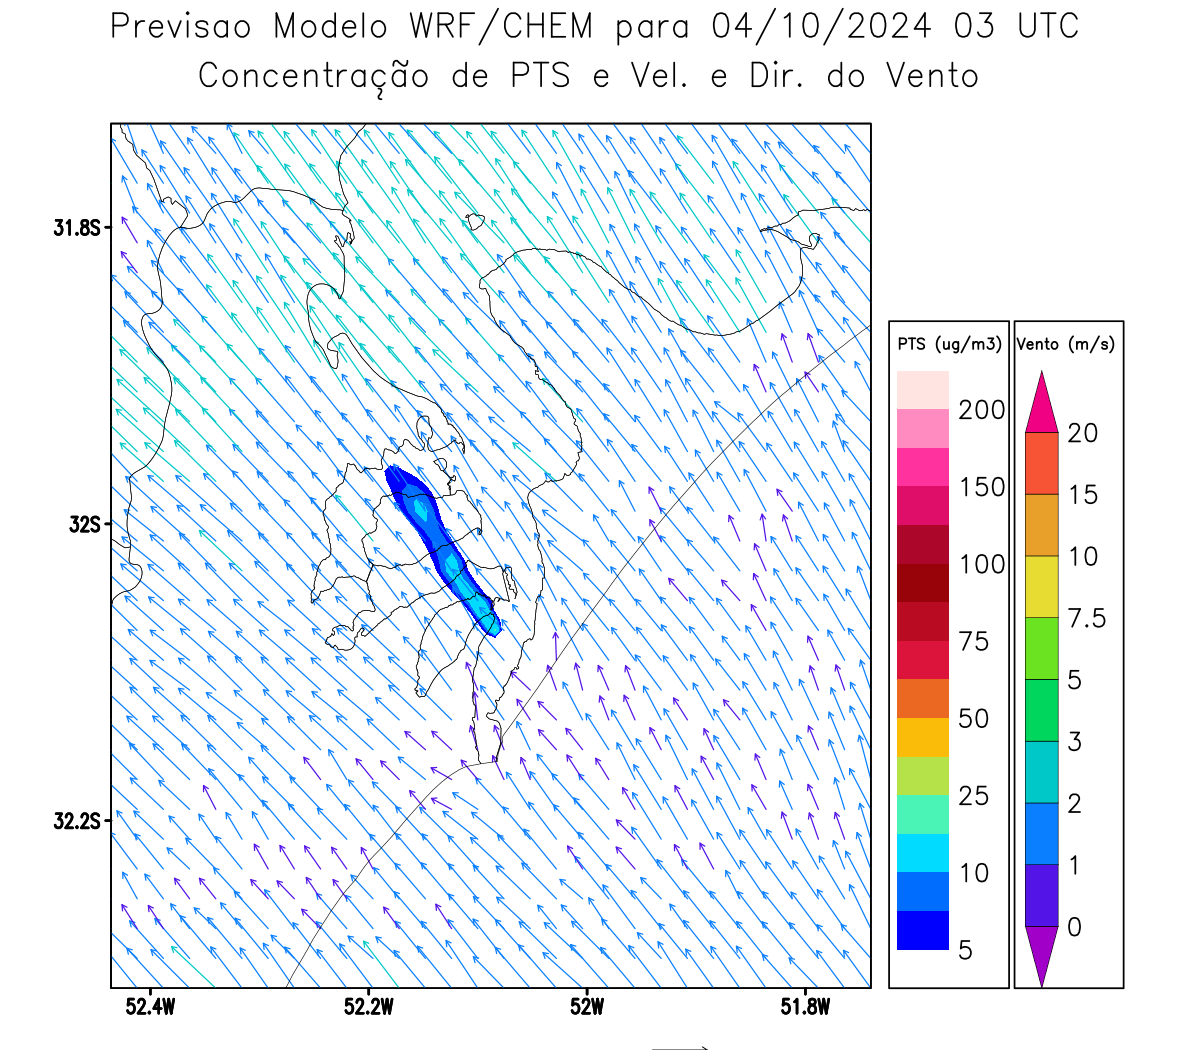 Previsao Modelo WRF/CHEM para 04/10/2024 03 UTC
Concentração de PTS e Vel. e Dir. do Vento
31.8S
32S
32.2S
52.4W 52.2W 52W 51.8W
PTS (ug/m3)
200
150
100
75
50
25
10
5
Vento (m/s)
20
15
10
7.5
5
3
2
1
0